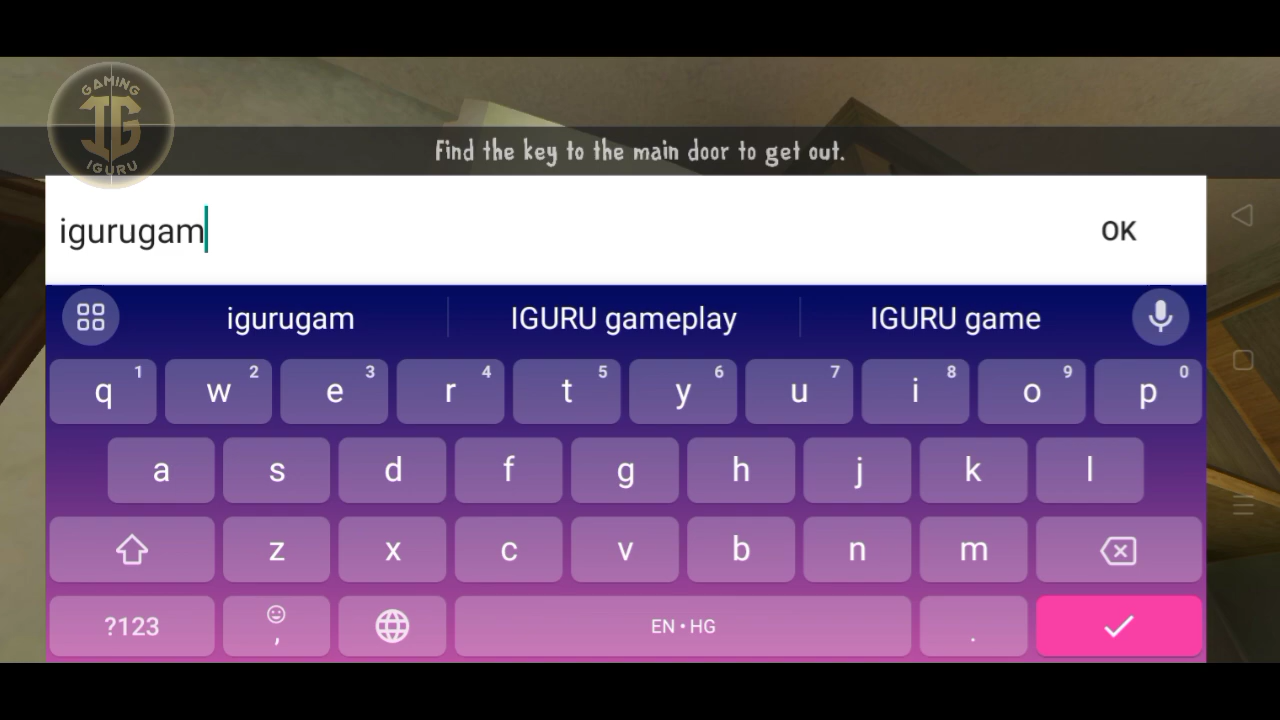 GAMING
IG
IGURU
Find the key to the main door to get out.
igurugam
OK
igurugam IGURU gameplay IGURU game
q 1 w 2 e 3 r 4 t 5 y 6 u 7 i 8 o 9 p 0
a s d f g h j k l
z x c v b n m
?123 , EN • HG .